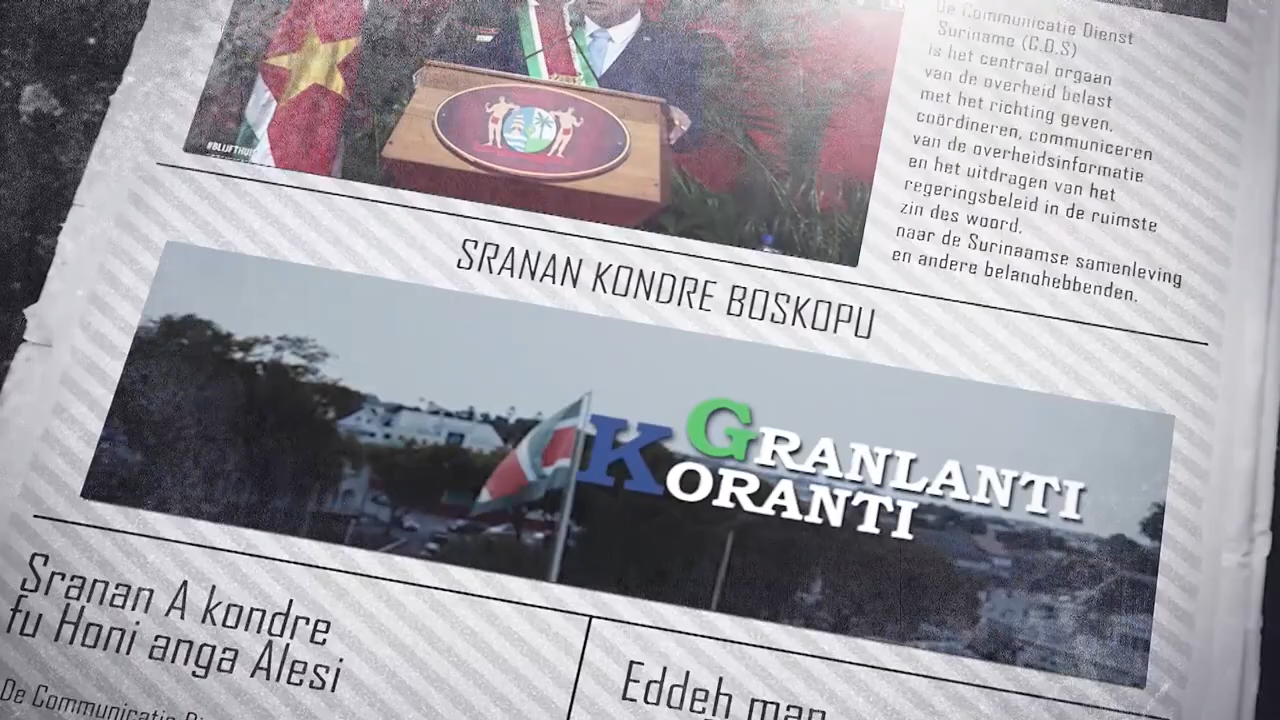 De Communicatie Dienst
Suriname (C.D.S)
is het centraal orgaan
van de overheid belast
met het richting geven,
coördineren, communiceren
van de overheidsinformatie
en het uitdragen van het
regeringsbeleid in de ruimste
zin des woord,
naar de Surinaamse samenleving
en andere belanghebbenden.
SRANAN KONDRE BOSKOPU
GRANLANTI
KORANTI
Sranan A kondre
fu Honi anga Alesi
De Communicatie
Eddeh man